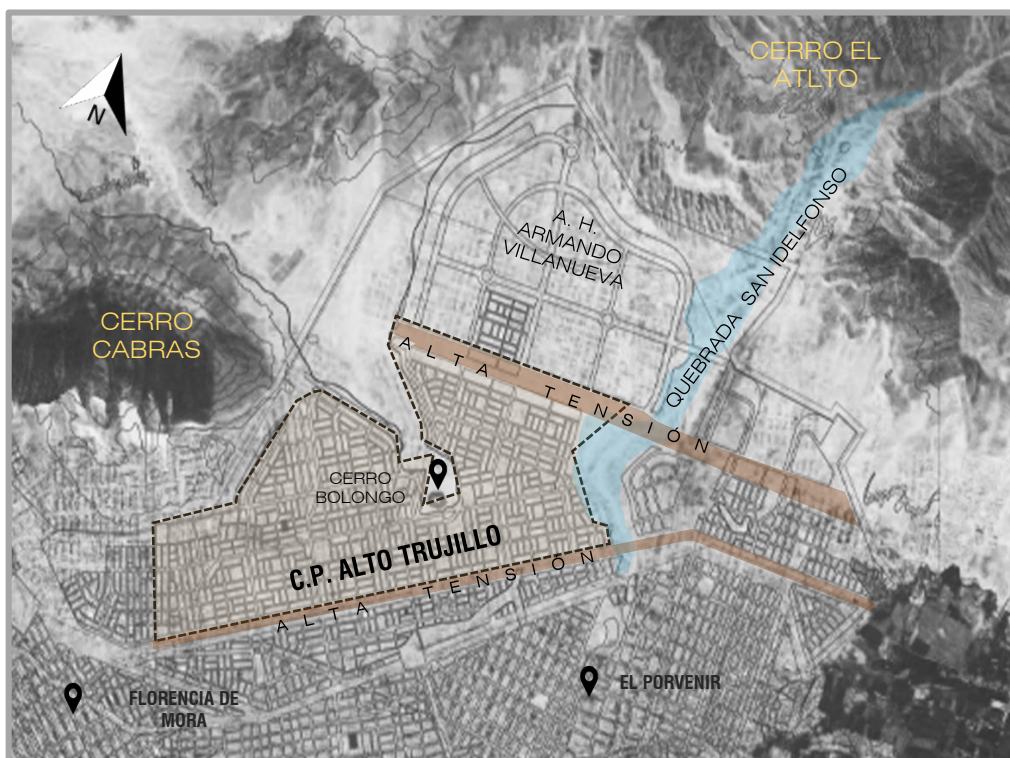 CERRO EL
ATLTO
N
A. H.
ARMANDO
VILLANUEVA
QUEBRADA SAN IDELFONSO
CERRO
CABRAS
ALTA TENSIÓN
CERRO
BOLONGO
C.P. ALTO TRUJILLO
ALTA TENSIÓN
FLORENCIA DE
MORA
EL PORVENIR